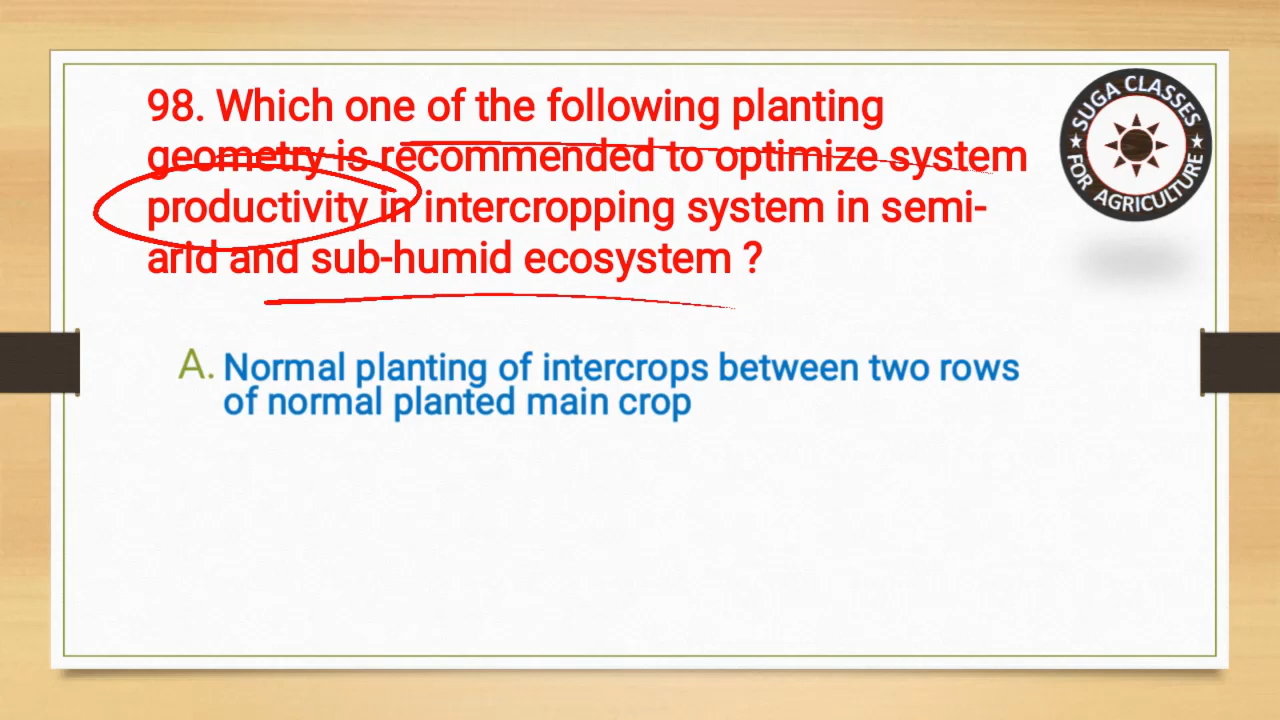 98. Which one of the following planting
geometry is recommended to optimize system
productivity in intercropping system in semi-
arid and sub-humid ecosystem ?
SUGA CLASSES
FOR AGRICULTURE
A. Normal planting of intercrops between two rows
of normal planted main crop